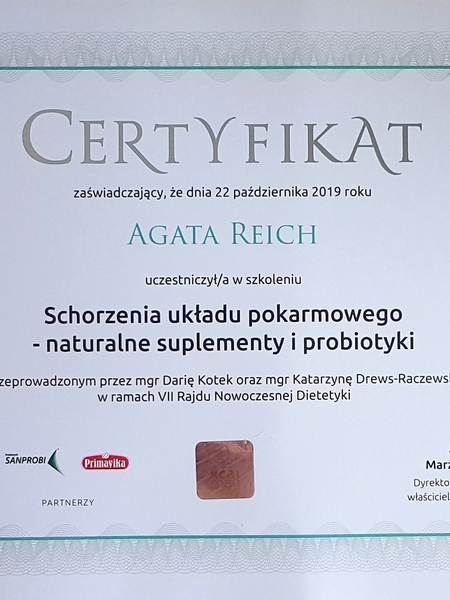 CERTYFIKAT
zaświadczający, że dnia 22 października 2019 roku
AGATA REICH
uczestniczył/a w szkoleniu
Schorzenia układu pokarmowego
- naturalne suplementy i probiotyki
zeprowadzonym przez mgr Darię Kotek oraz mgr Katarzynę Drews-Raczewsk
w ramach VII Rajdu Nowoczesnej Dietetyki
SANPROBI
Primavika
PARTNERZY
Marz
Dyrekto
właściciel